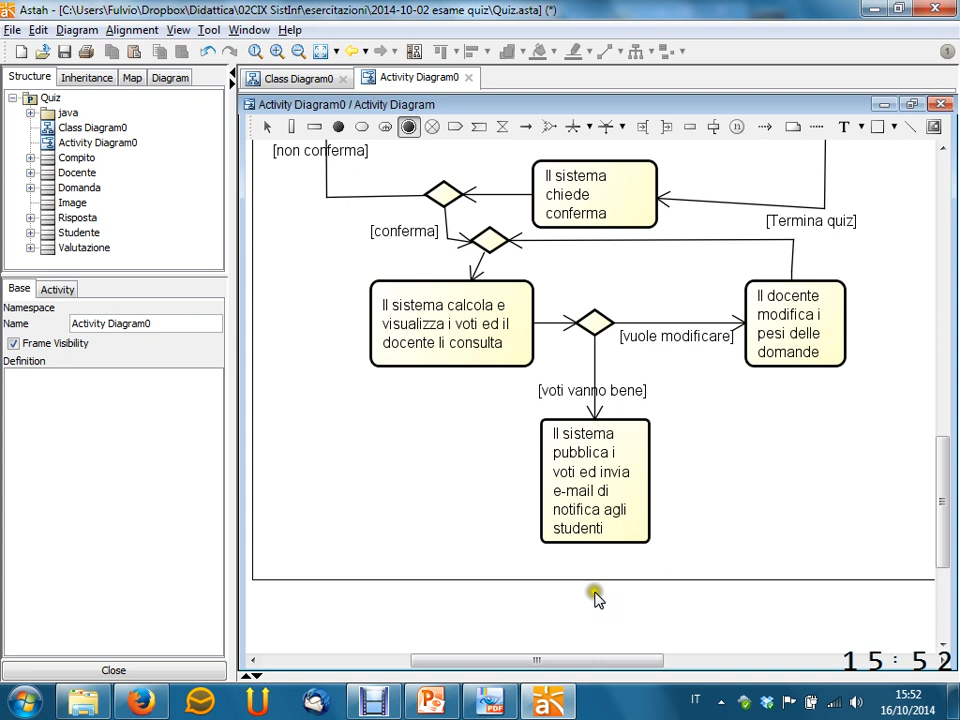 Astah - [C:\Users\Fulvio\Dropbox\Didattica\02CIX SistInf\esercitazioni\2014-10-02 esame quiz\Quiz.asta] (*)
File Edit Diagram Alignment View Tool Window Help
Structure Inheritance Map Diagram
Class Diagram0 Activity Diagram0
Quiz
java
Class Diagram0
Activity Diagram0
Compito
Docente
Domanda
Image
Risposta
Studente
Valutazione
Activity Diagram0 / Activity Diagram
[non conferma]
Il sistema
chiede
conferma
[Termina quiz]
[conferma]
Il sistema calcola e
visualizza i voti ed il
docente li consulta
[vuole modificare]
Il docente
modifica i
pesi delle
domande
[voti vanno bene]
Il sistema
pubblica i
voti ed invia
e-mail di
notifica agli
studenti
Base Activity
Namespace
Name Activity Diagram0
Frame Visibility
Definition
Close
15:52
IT
15:52
16/10/2014